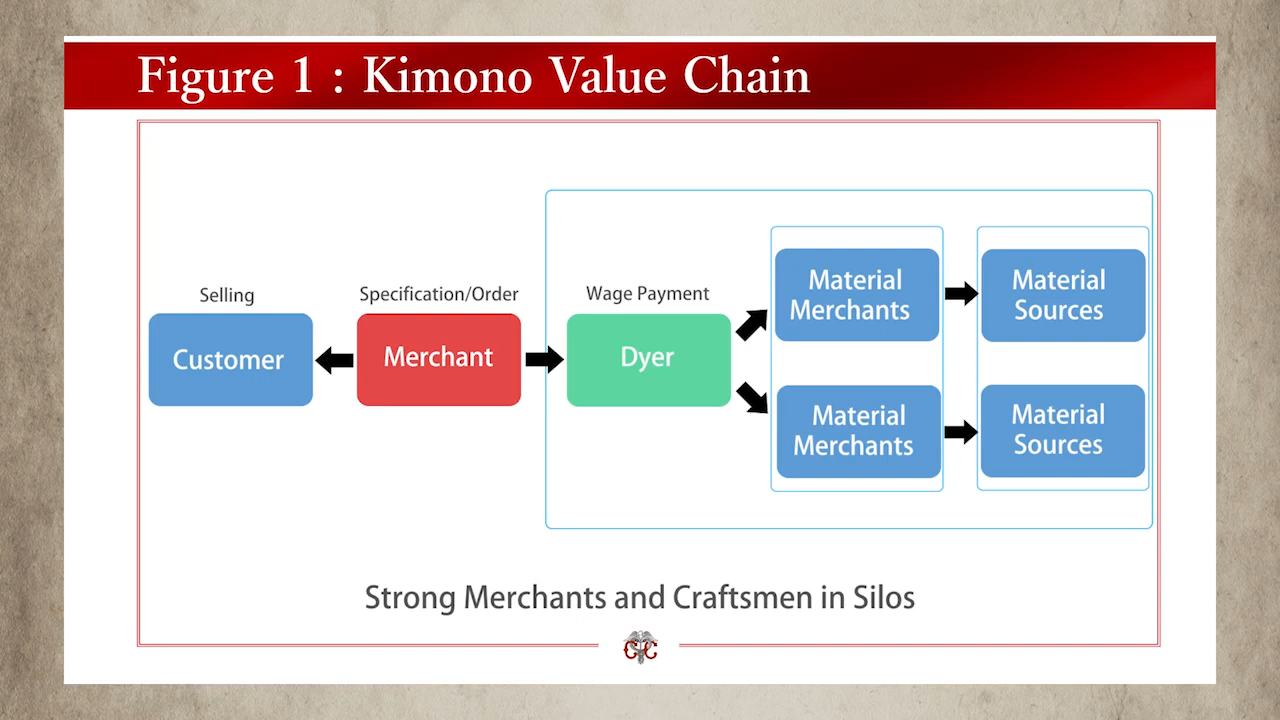 Figure 1 : Kimono Value Chain
Selling
Customer
Specification/Order
Merchant
Wage Payment
Dyer
Material
Merchants
Material
Sources
Material
Merchants
Material
Sources
Strong Merchants and Craftsmen in Silos
C C